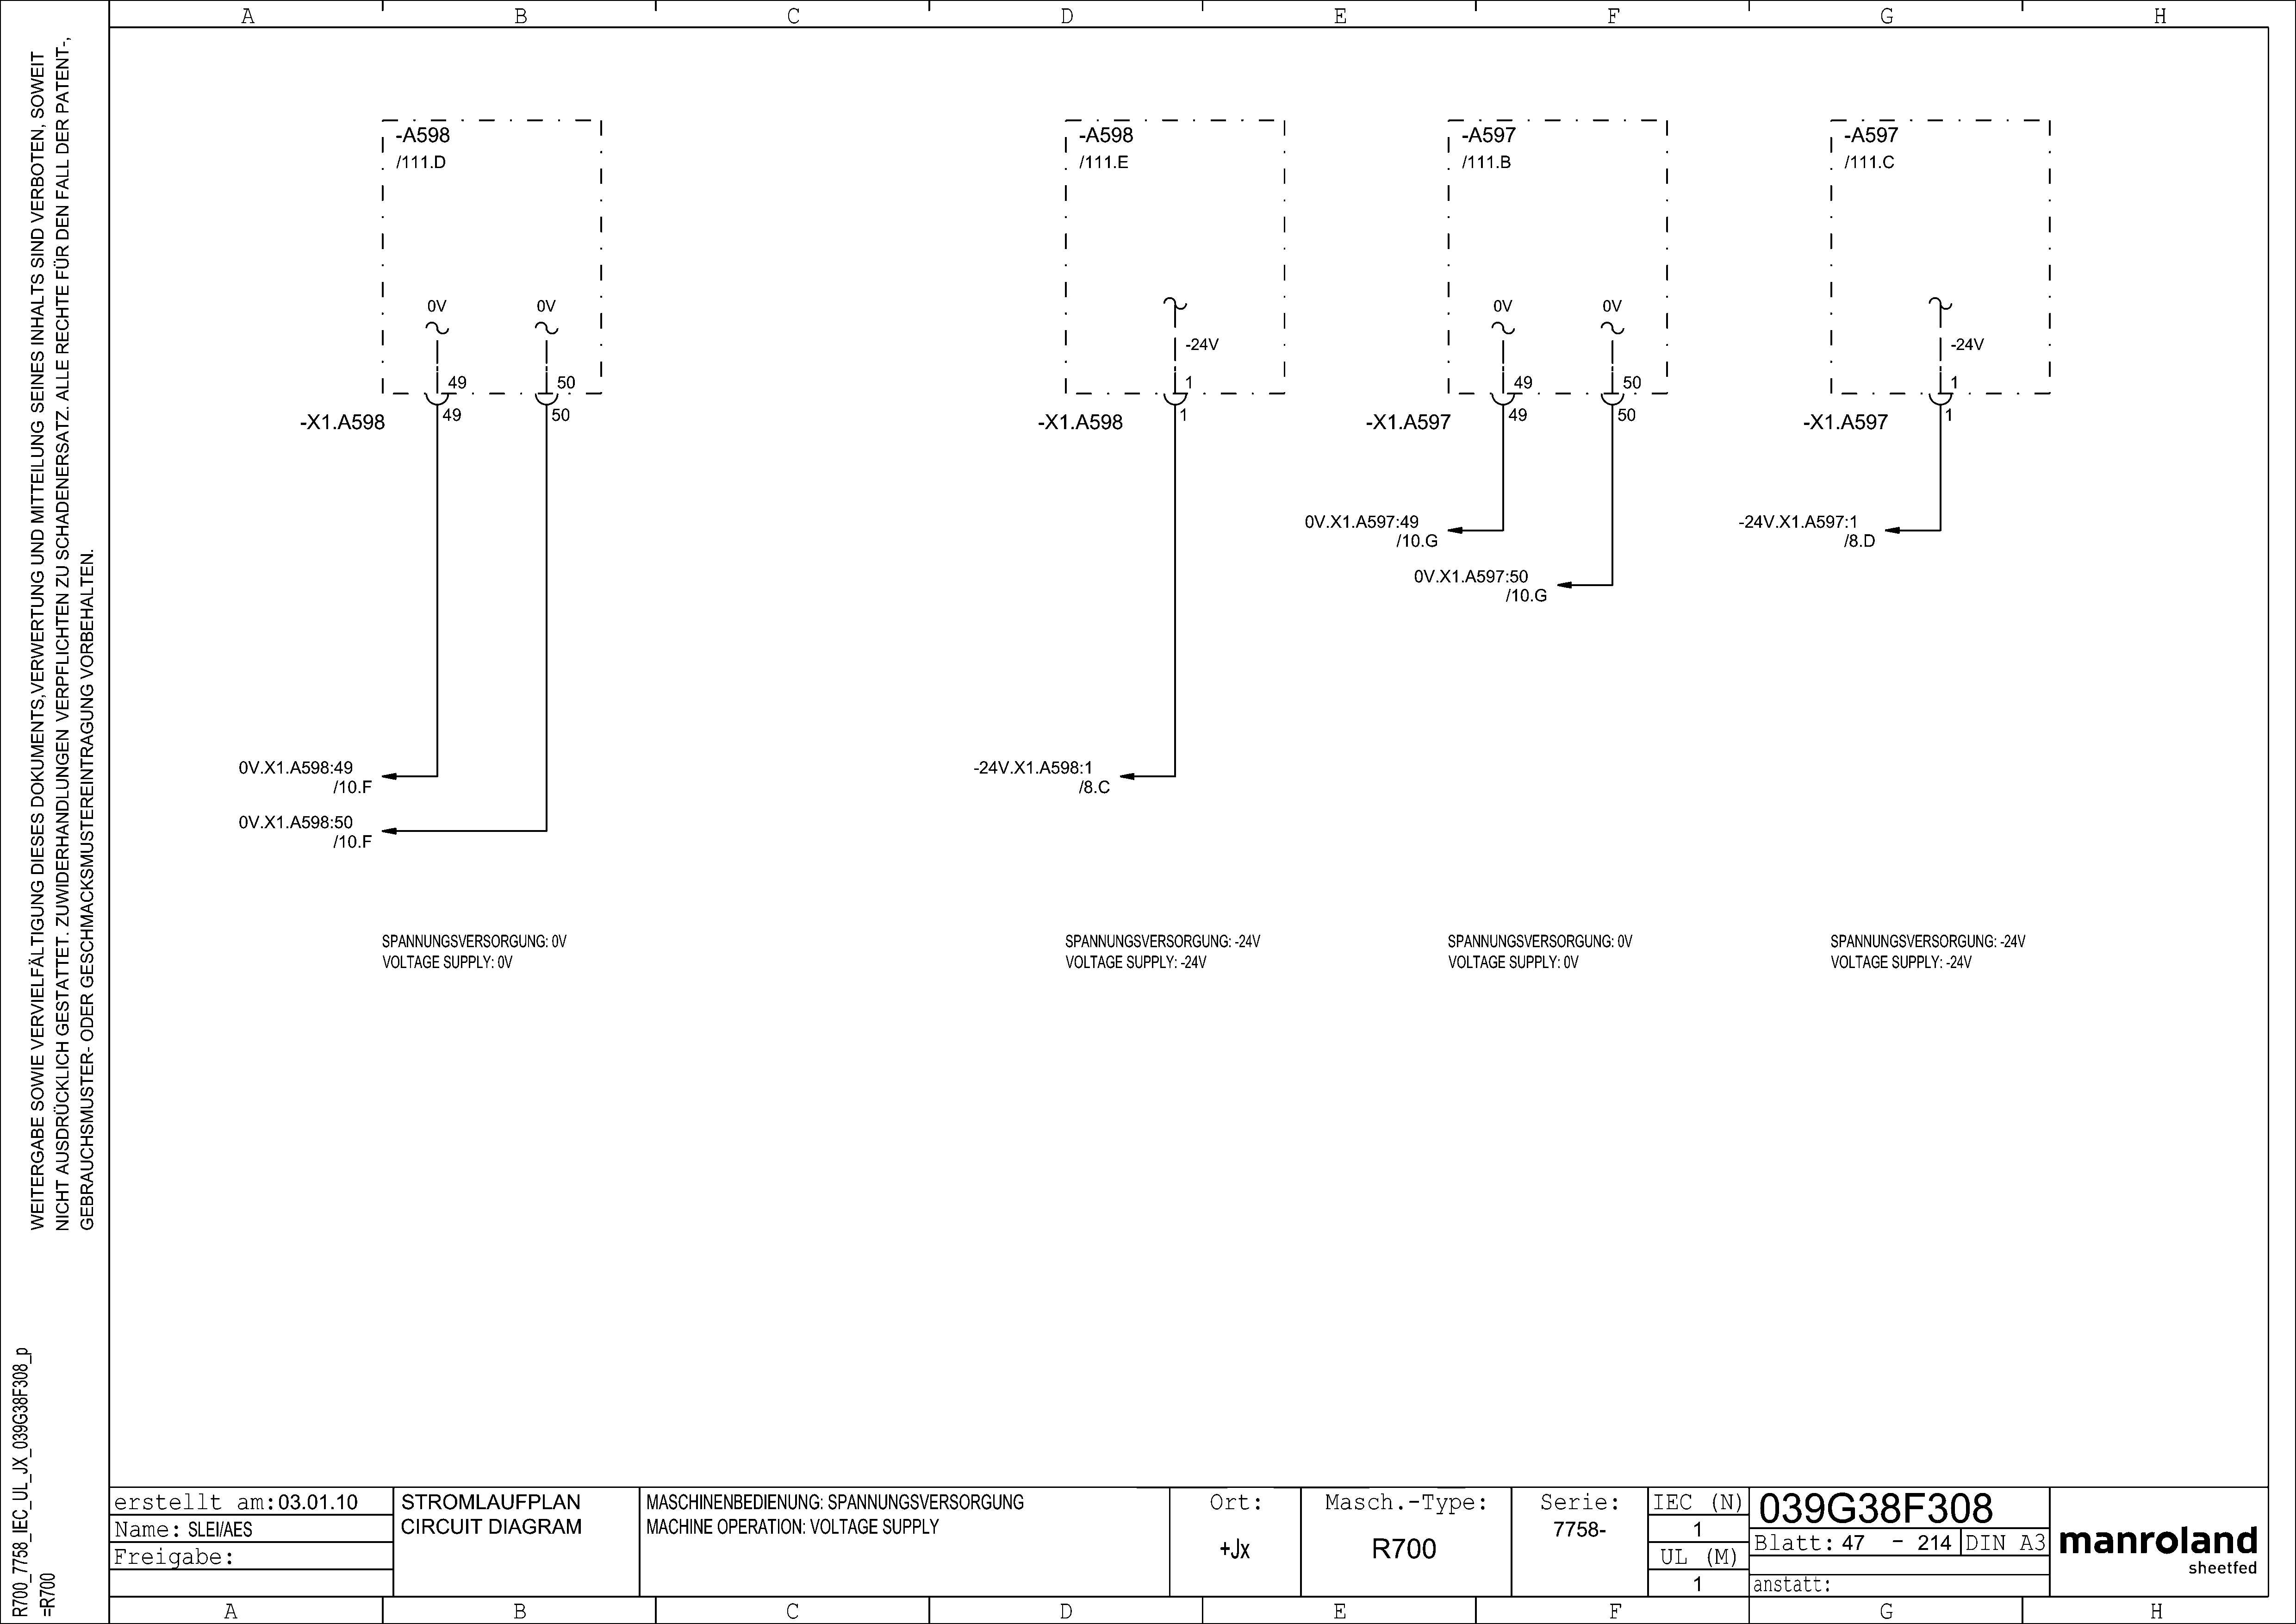 A B C D E F G H
WEITERGABE SOWIE VERVIELFÄLTIGUNG DIESES DOKUMENTS,VERWERTUNG UND MITTEILUNG SEINES INHALTS SIND VERBOTEN, SOWEIT
NICHT AUSDRÜCKLICH GESTATTET. ZUWIDERHANDLUNGEN VERPFLICHTEN ZU SCHADENERSATZ. ALLE RECHTE FÜR DEN FALL DER PATENT-,
GEBRAUCHSMUSTER- ODER GESCHMACKSMUSTEREINTRAGUNG VORBEHALTEN.
R700_7758_IEC_UL_JX_039G38F308_p
=R700
-A598
/111.D
0V 0V
49 50
-X1.A598
49 50
0V.X1.A598:49
/10.F
0V.X1.A598:50
/10.F
SPANNUNGSVERSORGUNG: 0V
VOLTAGE SUPPLY: 0V
-A598
/111.E
-24V
1
-X1.A598
1
-24V.X1.A598:1
/8.C
SPANNUNGSVERSORGUNG: -24V
VOLTAGE SUPPLY: -24V
-A597
/111.B
0V 0V
49 50
-X1.A597
49 50
0V.X1.A597:49
/10.G
0V.X1.A597:50
/10.G
SPANNUNGSVERSORGUNG: 0V
VOLTAGE SUPPLY: 0V
-A597
/111.C
-24V
1
-X1.A597
1
-24V.X1.A597:1
/8.D
SPANNUNGSVERSORGUNG: -24V
VOLTAGE SUPPLY: -24V
erstellt am: 03.01.10
Name: SLEI/AES
Freigabe:
STROMLAUFPLAN
CIRCUIT DIAGRAM
MASCHINENBEDIENUNG: SPANNUNGSVERSORGUNG
MACHINE OPERATION: VOLTAGE SUPPLY
Ort:
+Jx
Masch.-Type:
R700
Serie:
7758-
IEC (N)
1
UL (M)
1
039G38F308
Blatt: 47 - 214 DIN A3
anstatt:
manroland
sheetfed
A B C D E F G H